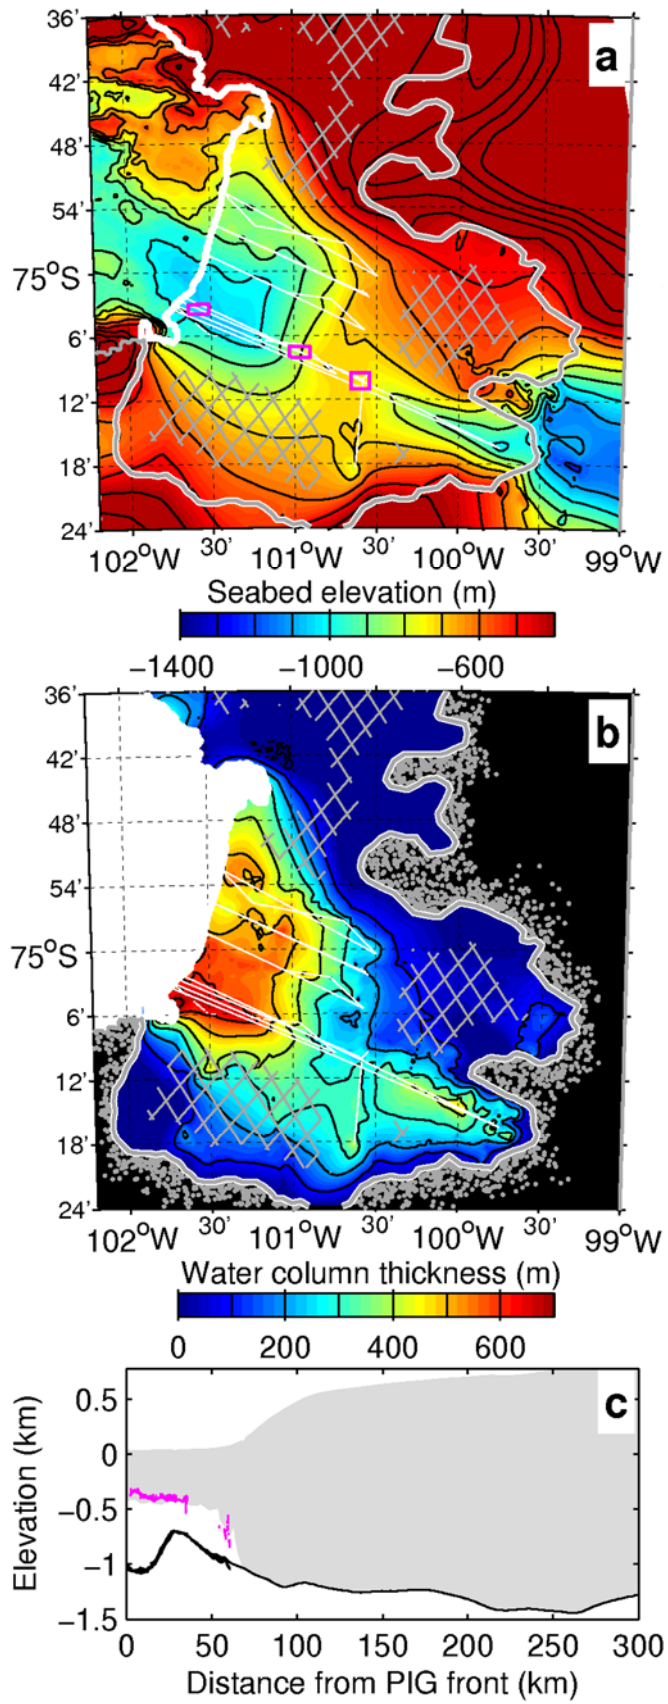 a
36'
42'
48'
54'
75°S
6'
12'
18'
24'
102°W 30' 101°W 30' 100°W 30' 99°W
Seabed elevation (m)
−1400 −1000 −600
b
36'
42'
48'
54'
75°S
6'
12'
18'
24'
102°W 30' 101°W 30' 100°W 30' 99°W
Water column thickness (m)
0 200 400 600
c
Elevation (km)
0.5
0
−0.5
−1
−1.5
0 50 100 150 200 250 300
Distance from PIG front (km)